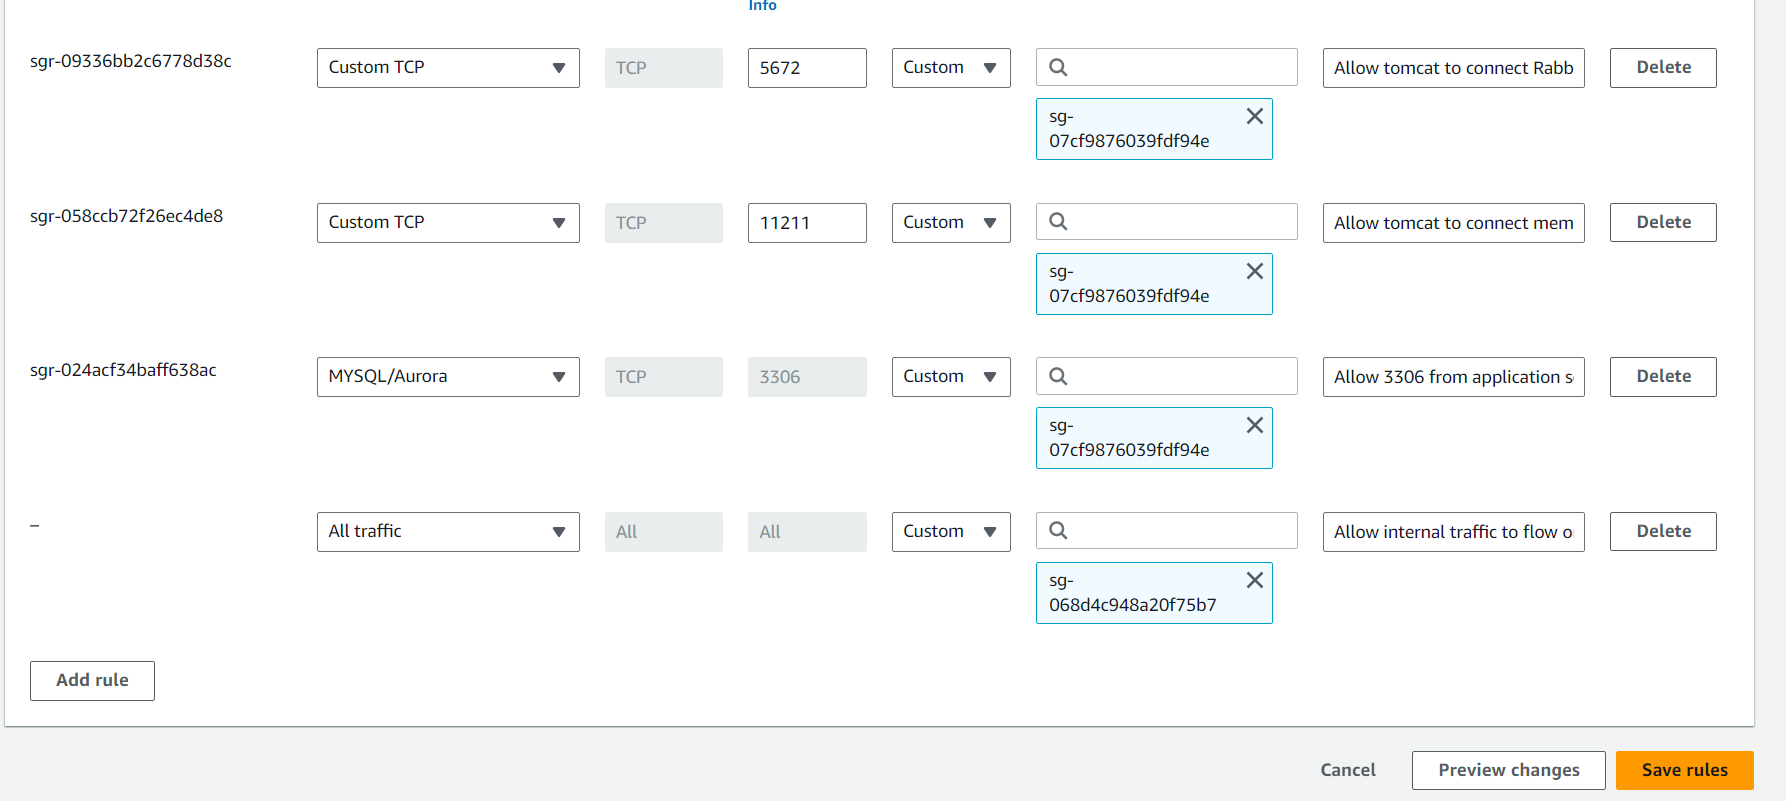 Info
sgr-09336bb2c6778d38c
Custom TCP
TCP
5672
Custom
Allow tomcat to connect Rabb
Delete
sg-
07cf9876039fdf94e
sgr-058ccb72f26ec4de8
Custom TCP
TCP
11211
Custom
Allow tomcat to connect mem
Delete
sg-
07cf9876039fdf94e
sgr-024acf34baff638ac
MYSQL/Aurora
TCP
3306
Custom
Allow 3306 from application s
Delete
sg-
07cf9876039fdf94e
–
All traffic
All
All
Custom
Allow internal traffic to flow o
Delete
sg-
068d4c948a20f75b7
Add rule
Cancel
Preview changes
Save rules